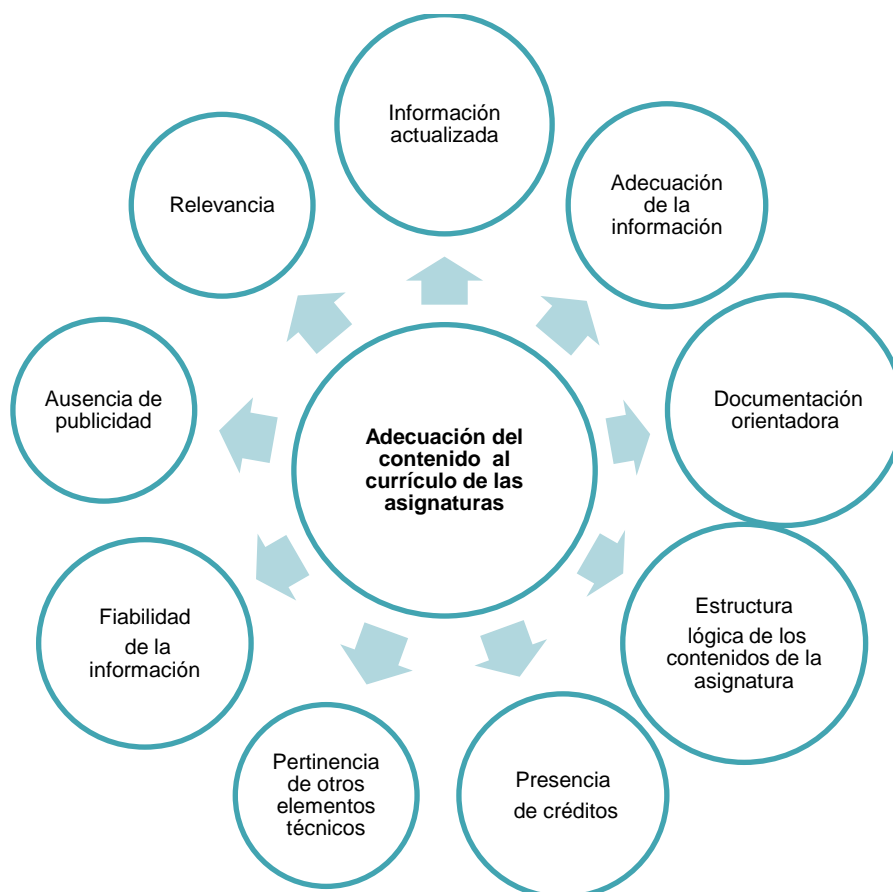 Información
actualizada
Adecuación
de la
información
Relevancia
Documentación
orientadora
Ausencia de
publicidad
Adecuación del
contenido al
currículo de las
asignaturas
Estructura
lógica de los
contenidos de la
asignatura
Fiabilidad
de la
información
Pertinencia
de otros
elementos
técnicos
Presencia
de créditos